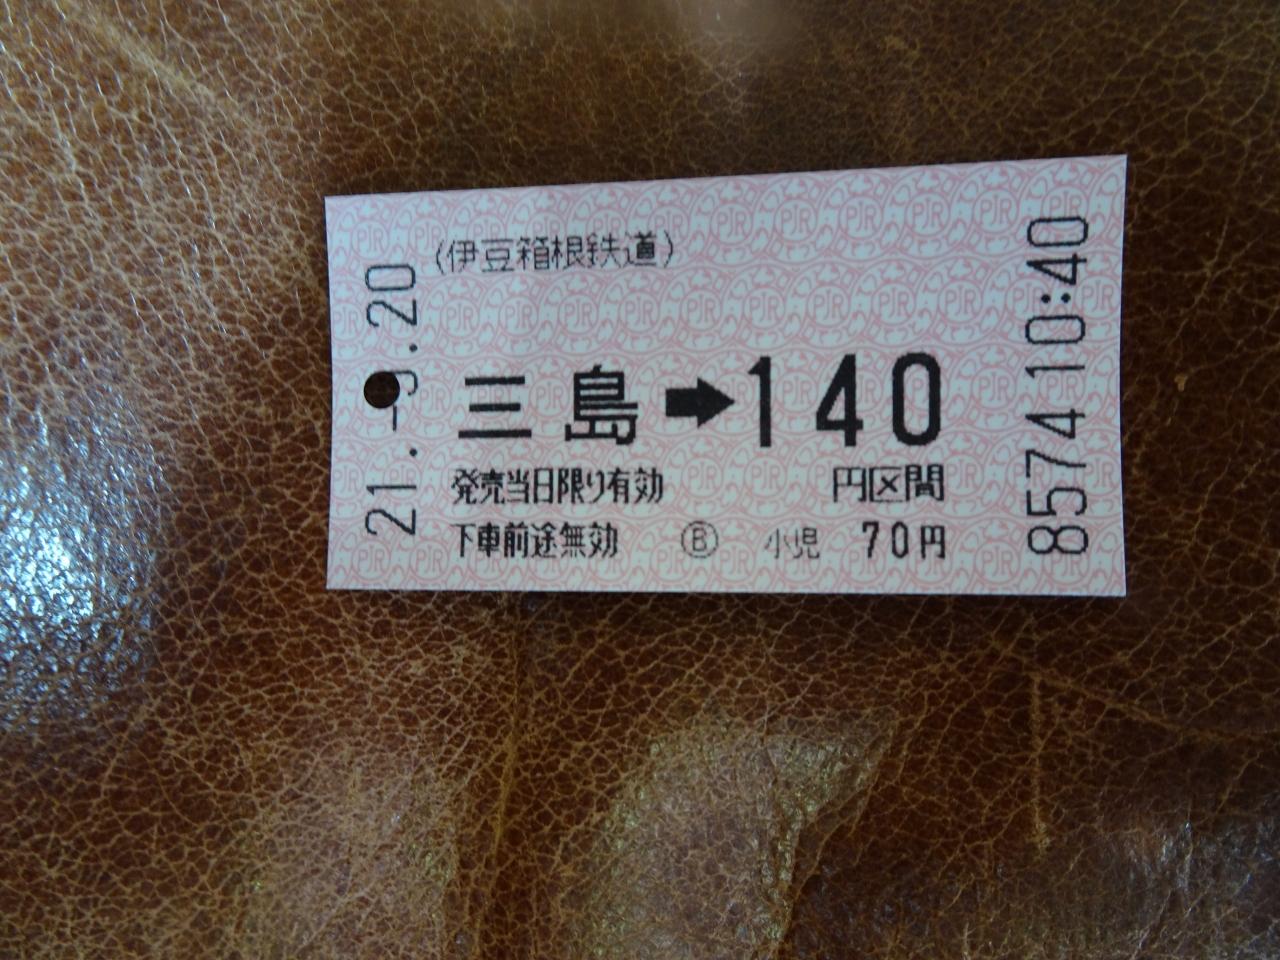 (伊豆箱根鉄道)
三島➡140
発売当日限り有効 円区間
下車前途無効 Ⓑ 小児 70円
21.-9.20
8574 10:40